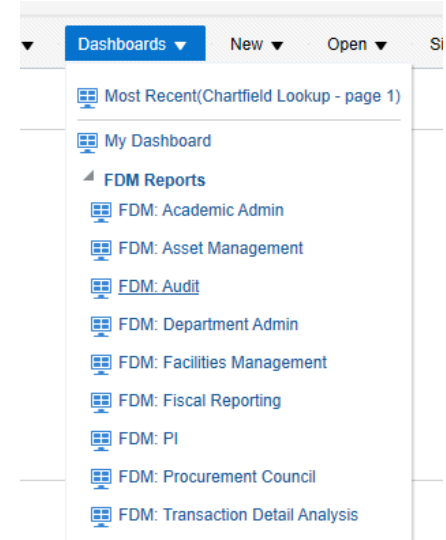 Dashboards New Open Si
Most Recent(Chartfield Lookup - page 1)
My Dashboard
FDM Reports
FDM: Academic Admin
FDM: Asset Management
FDM: Audit
FDM: Department Admin
FDM: Facilities Management
FDM: Fiscal Reporting
FDM: PI
FDM: Procurement Council
FDM: Transaction Detail Analysis